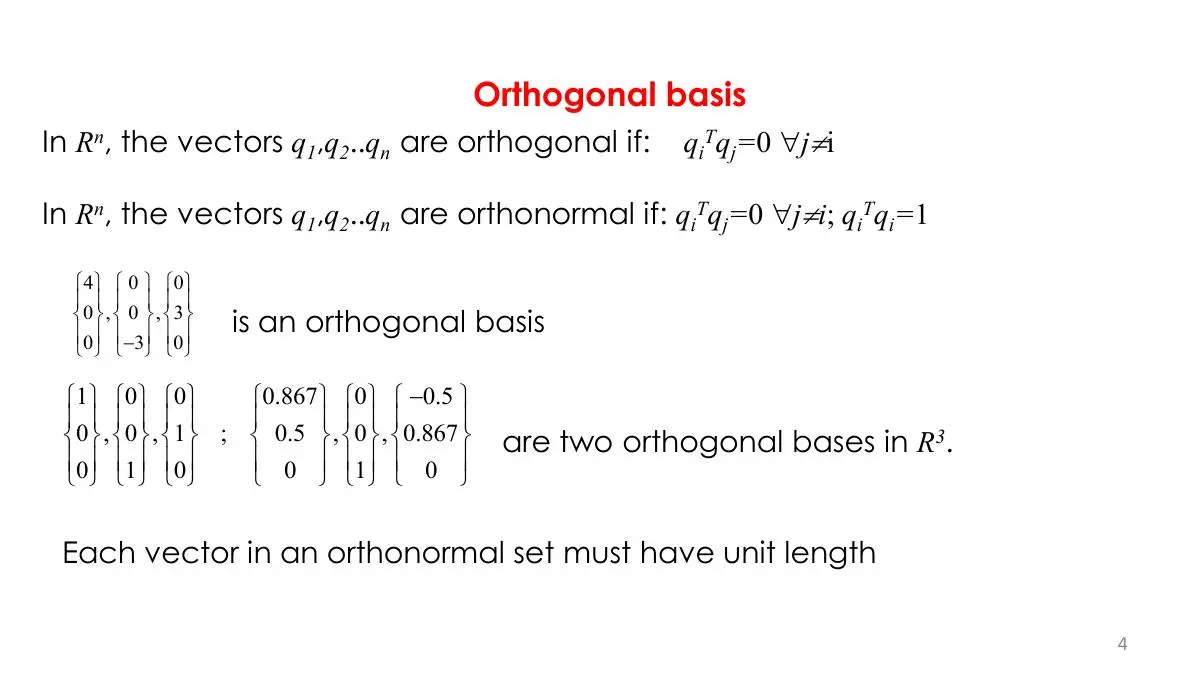 Orthogonal basis
In Rⁿ, the vectors q₁,q₂..qₙ are orthogonal if: qᵢᵀqⱼ=0 ∀j≠i
In Rⁿ, the vectors q₁,q₂..qₙ are orthonormal if: qᵢᵀqⱼ=0 ∀j≠i; qᵢᵀqᵢ=1
{4 0 0}, {0 0 −3}, {0 3 0} is an orthogonal basis
{1 0 0}, {0 0 1}, {0 1 0} ; {0.867 0.5 0}, {0 0 1}, {−0.5 0.867 0} are two orthogonal bases in R³.
Each vector in an orthonormal set must have unit length
4